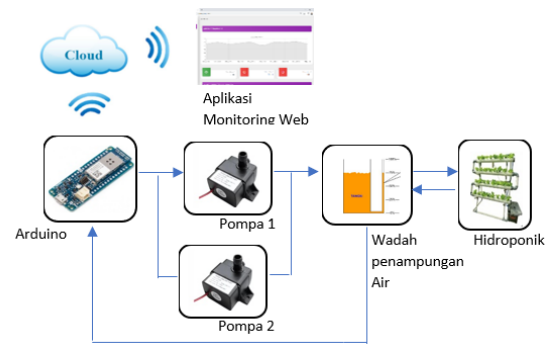 Cloud
Aplikasi
Monitoring Web
Arduino
Pompa 1
Wadah
penampungan
Air
Hidroponik
Pompa 2